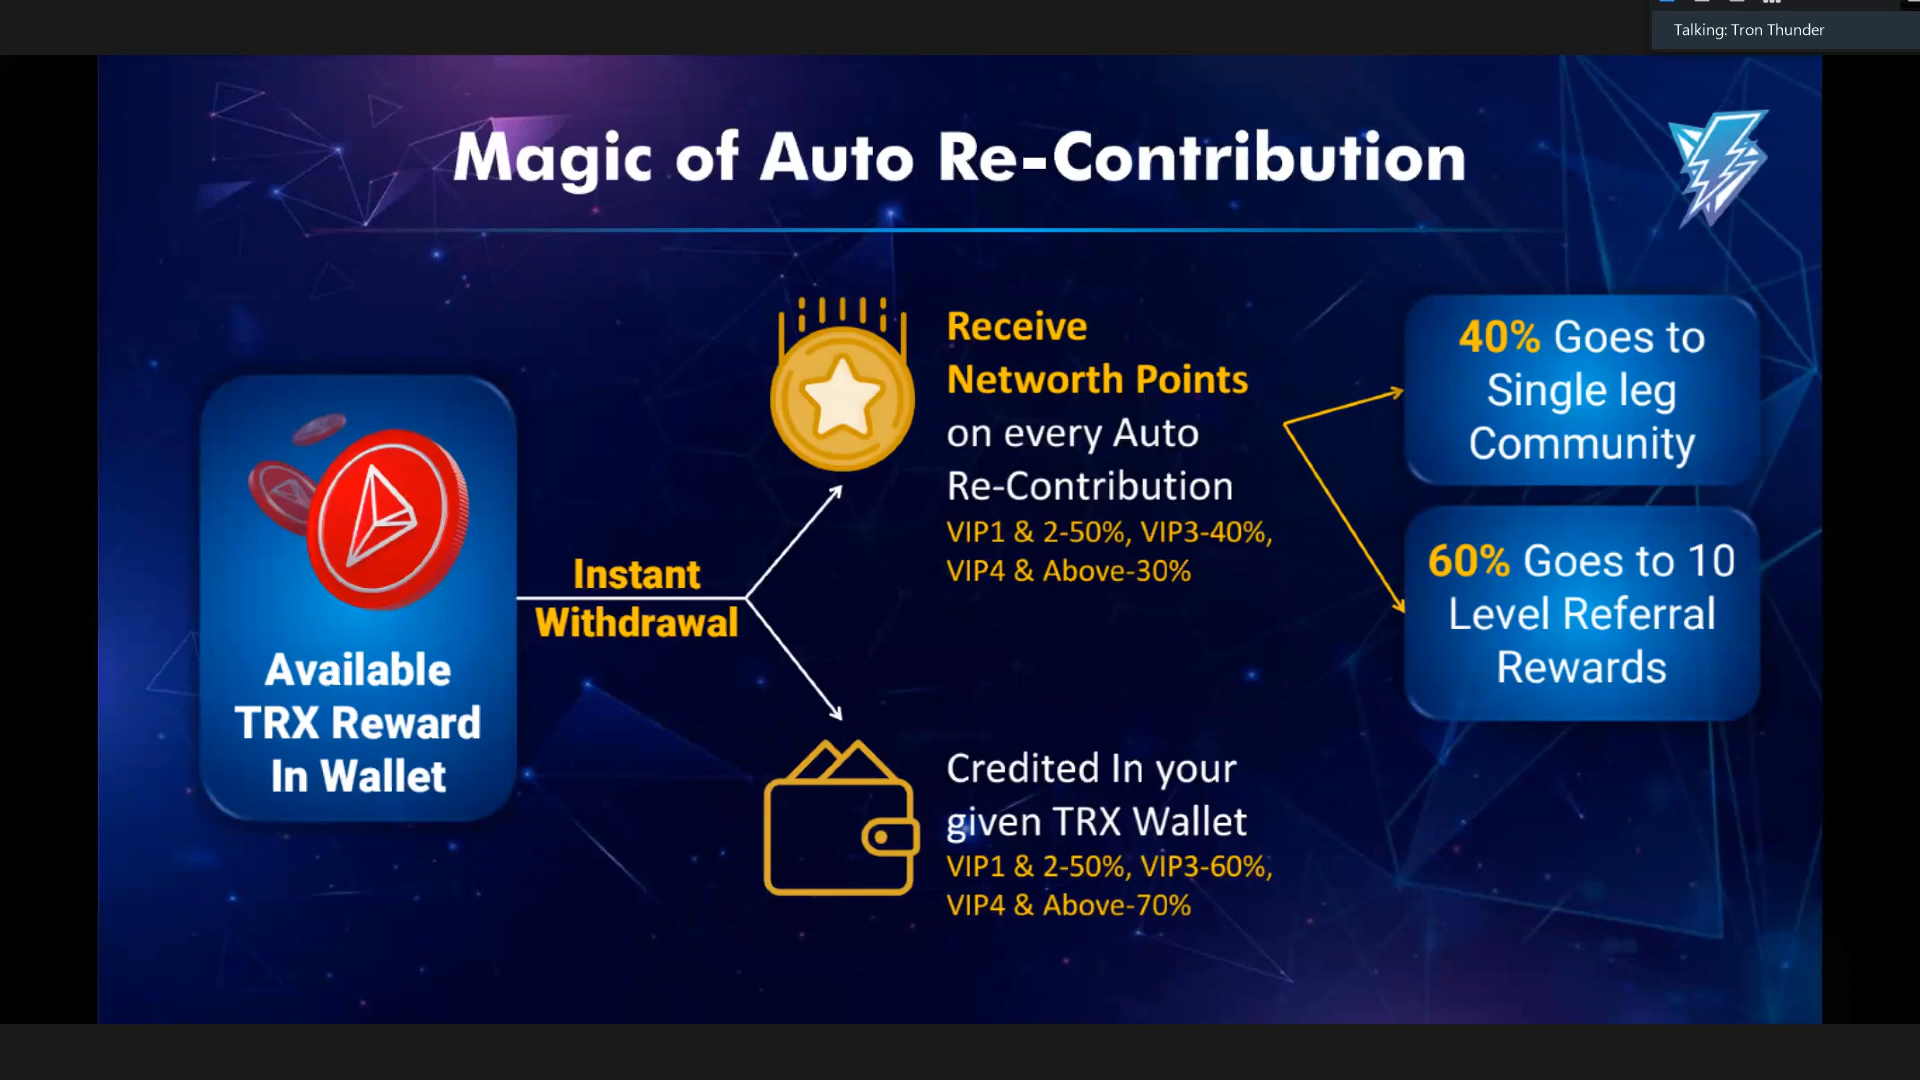 Talking: Tron Thunder
Magic of Auto Re-Contribution
Available
TRX Reward
In Wallet
Instant
Withdrawal
Receive
Networth Points
on every Auto
Re-Contribution
VIP1 & 2-50%, VIP3-40%,
VIP4 & Above-30%
40% Goes to
Single leg
Community
60% Goes to 10
Level Referral
Rewards
Credited In your
given TRX Wallet
VIP1 & 2-50%, VIP3-60%,
VIP4 & Above-70%